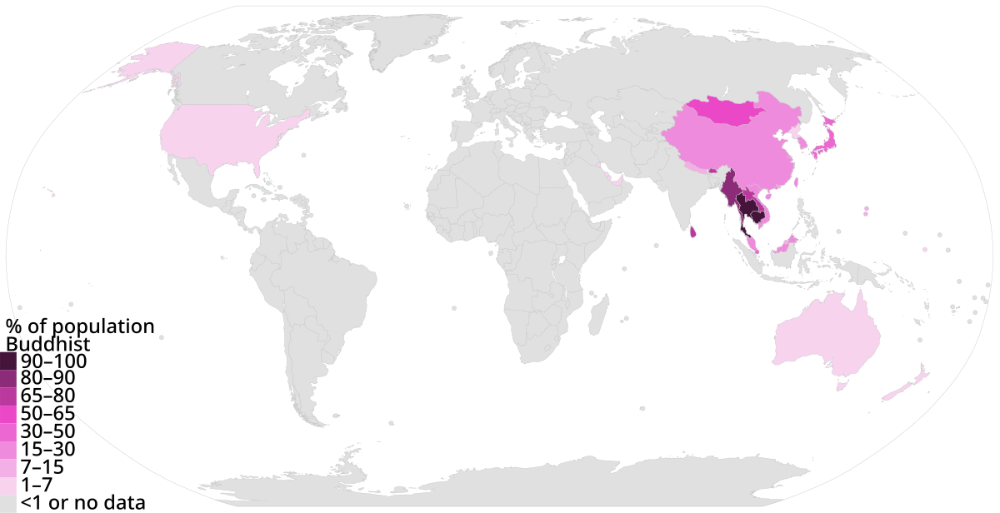 % of population
Buddhist
90–100
80–90
65–80
50–65
30–50
15–30
7–15
1–7
<1 or no data